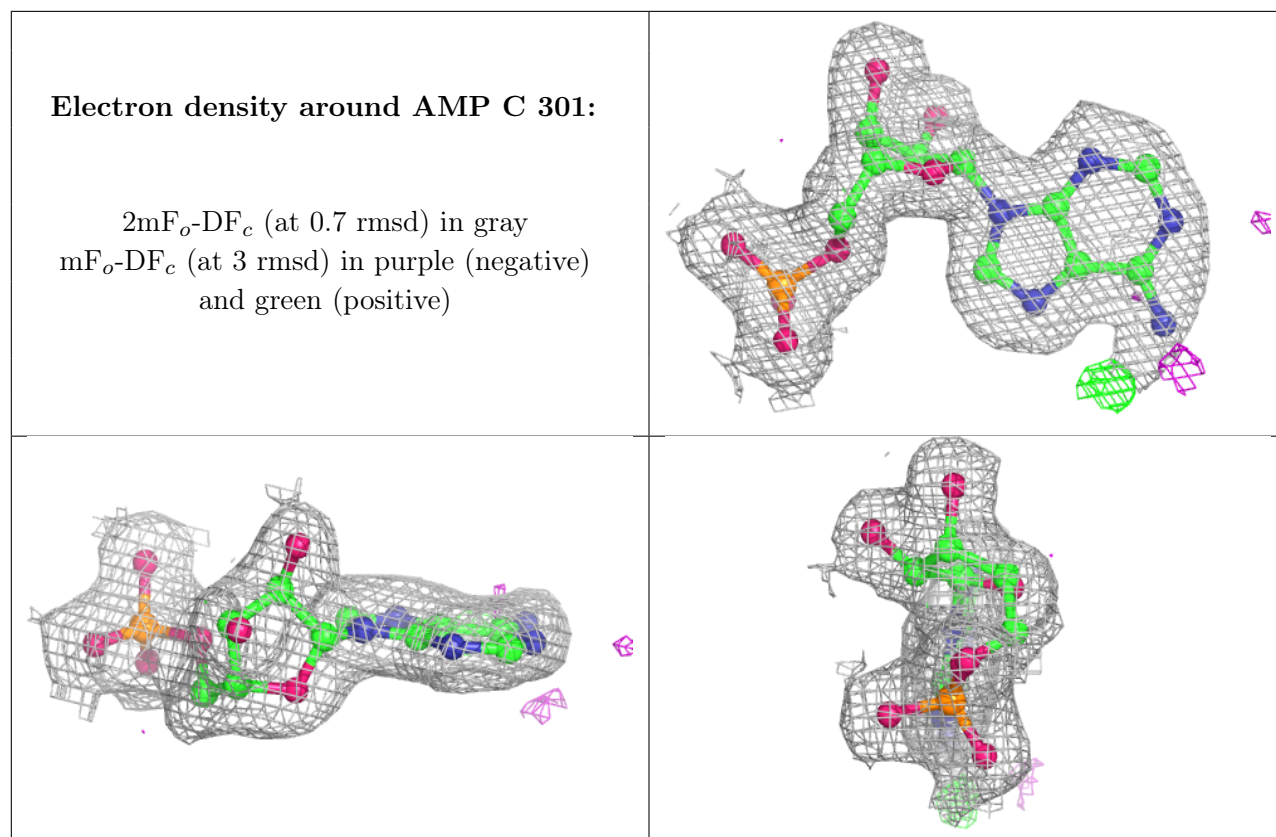 Electron density around AMP C 301:
2mFo-DFc (at 0.7 rmsd) in gray
mFo-DFc (at 3 rmsd) in purple (negative)
and green (positive)